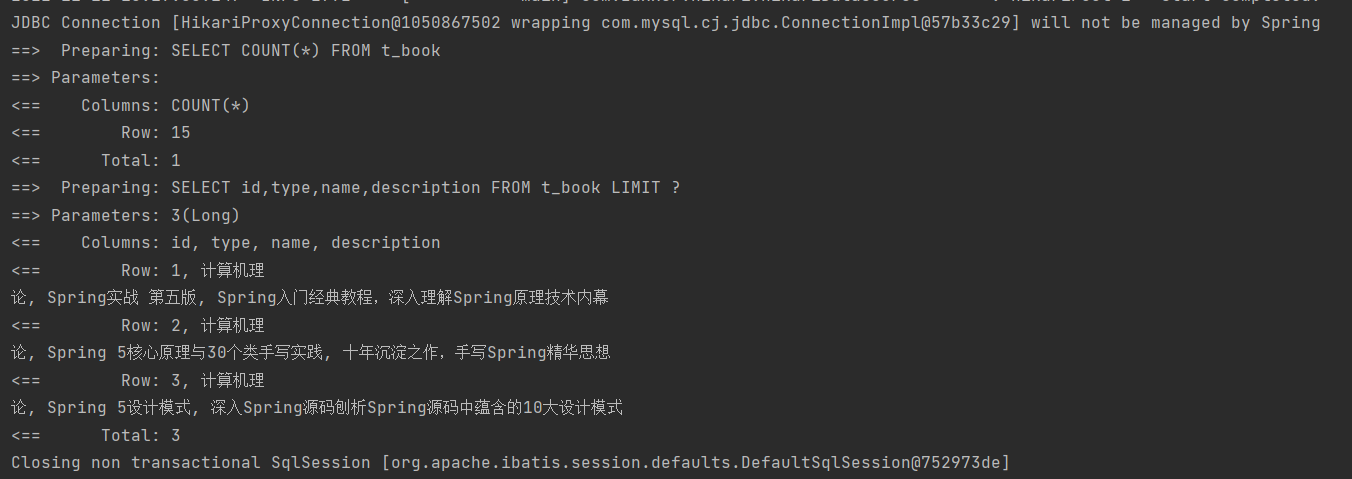 JDBC Connection [HikariProxyConnection@1050867502 wrapping com.mysql.cj.jdbc.ConnectionImpl@57b33c29] will not be managed by Spring
==>  Preparing: SELECT COUNT(*) FROM t_book
==> Parameters:
<==    Columns: COUNT(*)
<==        Row: 15
<==      Total: 1
==>  Preparing: SELECT id,type,name,description FROM t_book LIMIT ?
==> Parameters: 3(Long)
<==    Columns: id, type, name, description
<==        Row: 1, 计算机理
论, Spring实战 第五版, Spring入门经典教程，深入理解Spring原理技术内幕
<==        Row: 2, 计算机理
论, Spring 5核心原理与30个类手写实践, 十年沉淀之作，手写Spring精华思想
<==        Row: 3, 计算机理
论, Spring 5设计模式, 深入Spring源码刨析Spring源码中蕴含的10大设计模式
<==      Total: 3
Closing non transactional SqlSession [org.apache.ibatis.session.defaults.DefaultSqlSession@752973de]